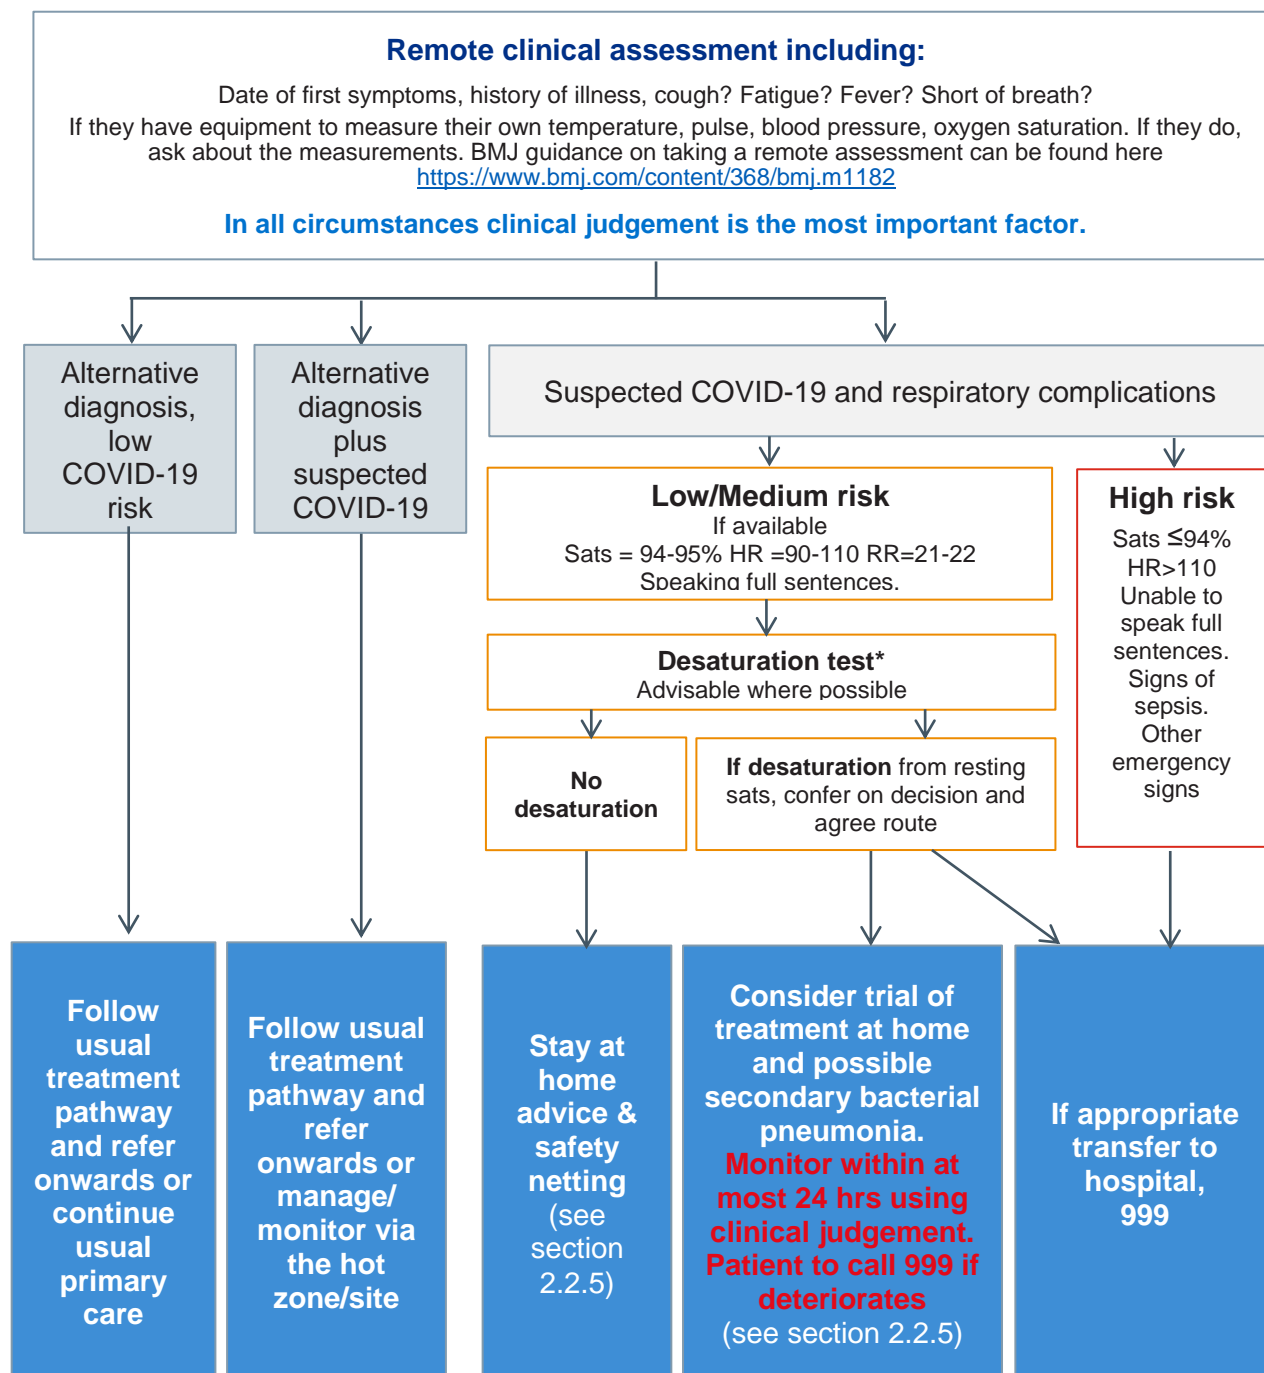 Remote clinical assessment including:
Date of first symptoms, history of illness, cough? Fatigue? Fever? Short of breath?
If they have equipment to measure their own temperature, pulse, blood pressure, oxygen saturation. If they do,
ask about the measurements. BMJ guidance on taking a remote assessment can be found here
https://www.bmj.com/content/368/bmj.m1182
In all circumstances clinical judgement is the most important factor.
Alternative
diagnosis,
low
COVID-19
risk
Alternative
diagnosis
plus
suspected
COVID-19
Suspected COVID-19 and respiratory complications
Low/Medium risk
If available
Sats = 94-95% HR =90-110 RR=21-22
Speaking full sentences.
High risk
Sats ≤94%
HR>110
Unable to
speak full
sentences.
Signs of
sepsis.
Other
emergency
signs
Desaturation test*
Advisable where possible
No
desaturation
If desaturation from resting
sats, confer on decision and
agree route
Follow
usual
treatment
pathway
and refer
onwards or
continue
usual
primary
care
Follow usual
treatment
pathway and
refer
onwards or
manage/
monitor via
the hot
zone/site
Stay at
home
advice &
safety
netting
(see
section
2.2.5)
Consider trial of
treatment at home
and possible
secondary bacterial
pneumonia.
Monitor within at
most 24 hrs using
clinical judgement.
Patient to call 999 if
deteriorates
(see section 2.2.5)
If appropriate
transfer to
hospital,
999